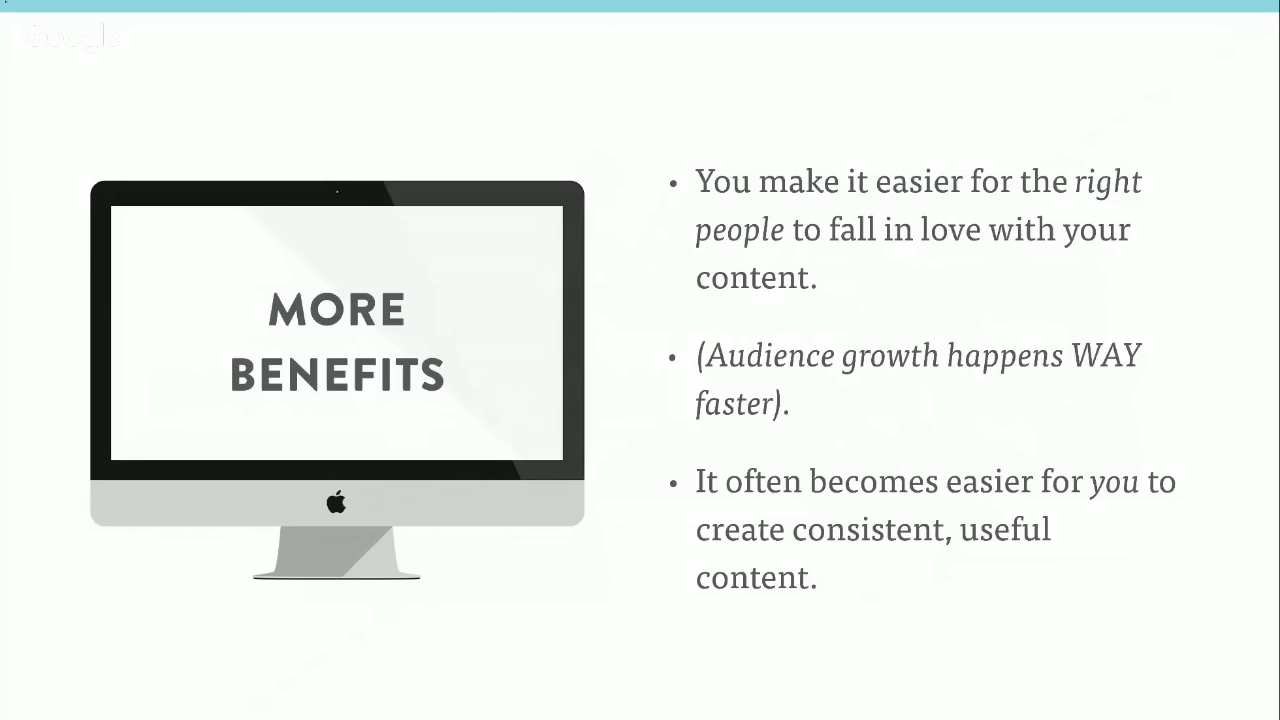 Google
MORE
BENEFITS
• You make it easier for the right
people to fall in love with your
content.
• (Audience growth happens WAY
faster).
• It often becomes easier for you to
create consistent, useful
content.